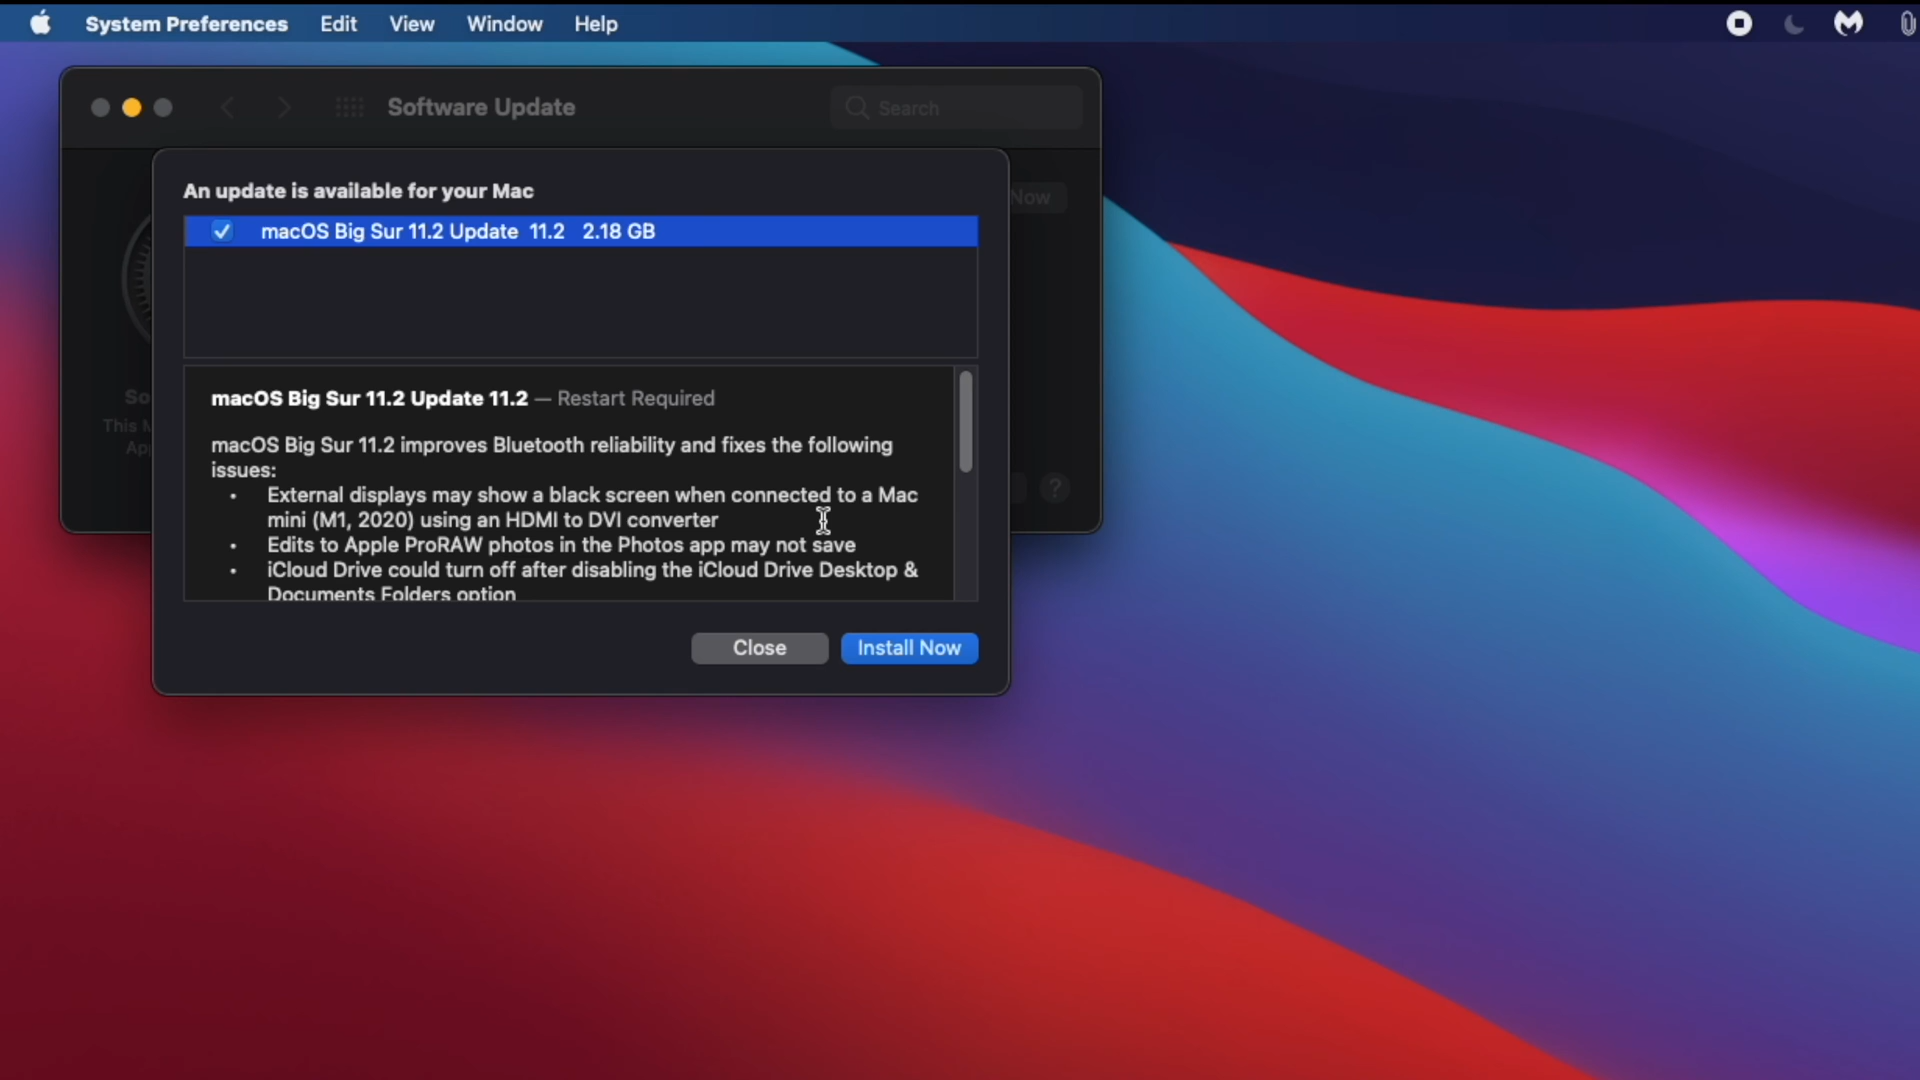 System Preferences Edit View Window Help
Software Update
Search
An update is available for your Mac
Now
macOS Big Sur 11.2 Update 11.2 2.18 GB
macOS Big Sur 11.2 Update 11.2 — Restart Required
macOS Big Sur 11.2 improves Bluetooth reliability and fixes the following
issues:
• External displays may show a black screen when connected to a Mac
mini (M1, 2020) using an HDMI to DVI converter
• Edits to Apple ProRAW photos in the Photos app may not save
• iCloud Drive could turn off after disabling the iCloud Drive Desktop &
Documents Folders option
So
This M
Ap
?
Close Install Now